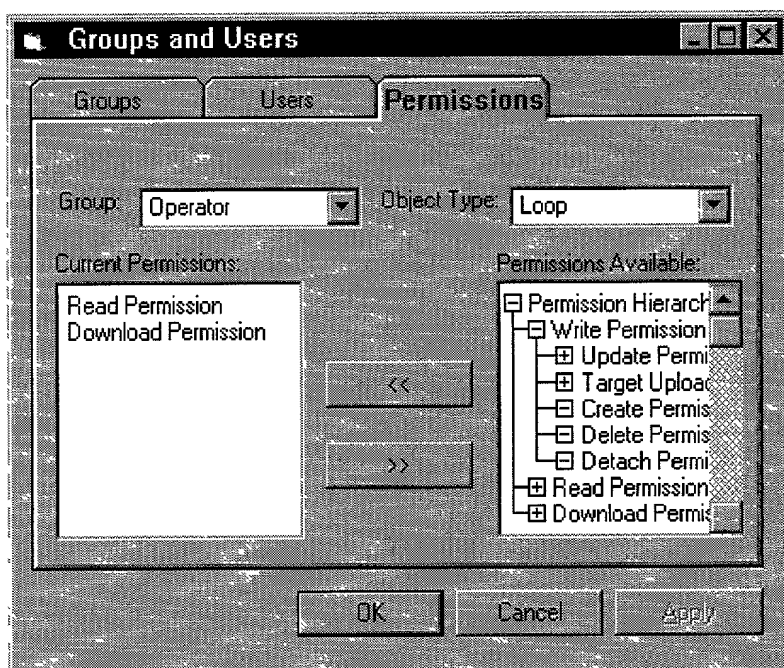 Groups and Users
Groups Users Permissions
Group: Operator Object Type: Loop
Current Permissions: Permissions Available:
Read Permission
Download Permission
Permission Hierarch
Write Permission
Update Permi
Target Upload
Create Permis
Delete Permis
Detach Permi
Read Permission
Download Permis
<<
>>
OK Cancel Apply